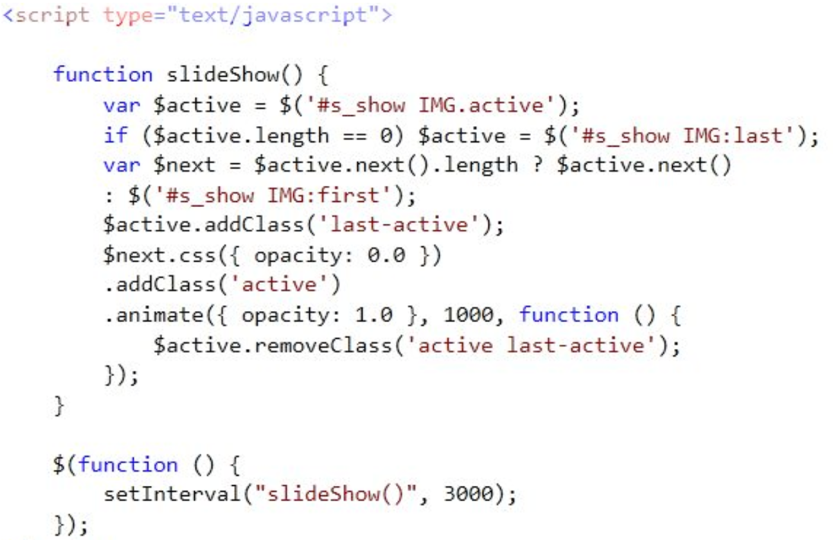 <script type="text/javascript">
function slideShow() {
var $active = $('#s_show IMG.active');
if ($active.length == 0) $active = $('#s_show IMG:last');
var $next = $active.next().length ? $active.next()
: $('#s_show IMG:first');
$active.addClass('last-active');
$next.css({ opacity: 0.0 })
.addClass('active')
.animate({ opacity: 1.0 }, 1000, function () {
$active.removeClass('active last-active');
});
}
$(function () {
setInterval("slideShow()", 3000);
});